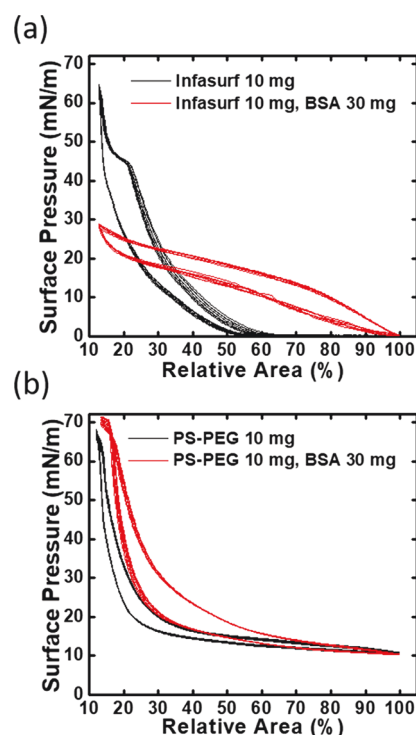 (a)
70
60
50
40
30
20
10
0
Surface Pressure (mN/m)
Infasurf 10 mg
Infasurf 10 mg, BSA 30 mg
10 20 30 40 50 60 70 80 90 100
Relative Area (%)
(b)
70
60
50
40
30
20
10
0
Surface Pressure (mN/m)
PS-PEG 10 mg
PS-PEG 10 mg, BSA 30 mg
10 20 30 40 50 60 70 80 90 100
Relative Area (%)